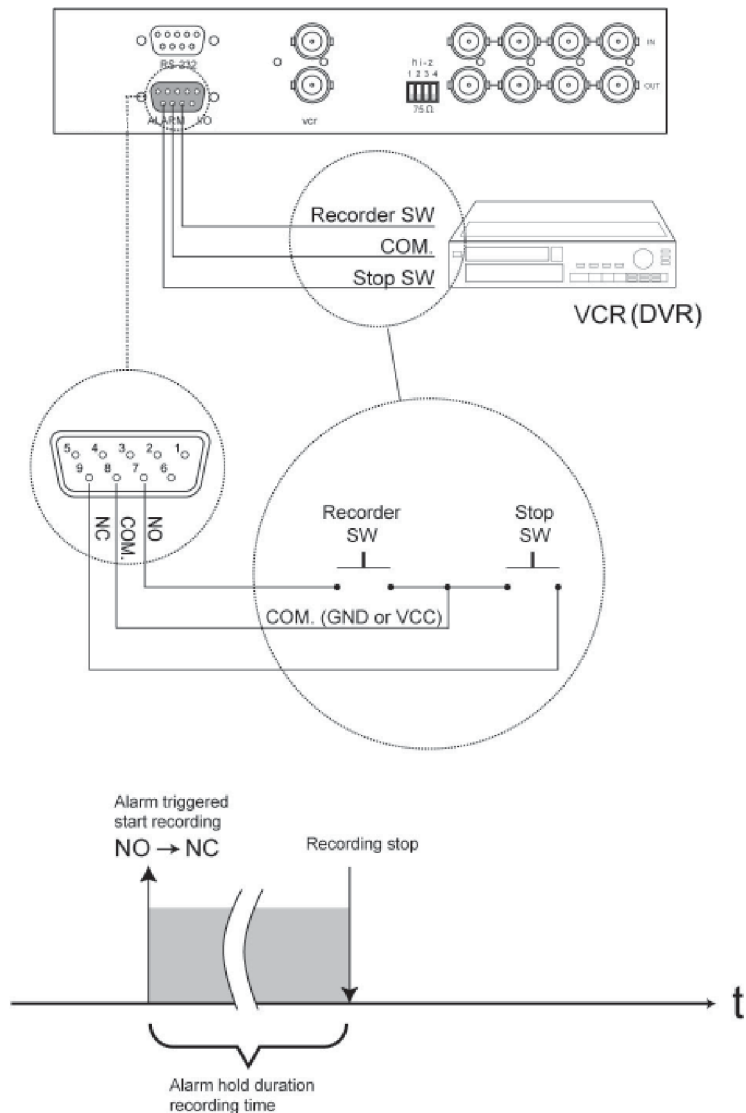 RS-232
ALARM I/O
vcr
hi-z
1 2 3 4
75Ω
IN
OUT
Recorder SW
COM.
Stop SW
VCR (DVR)
5 4 3 2 1
9 8 7 6
NC
COM.
NO
Recorder
SW
Stop
SW
COM. (GND or VCC)
Alarm triggered
start recording
NO → NC
Recording stop
t
Alarm hold duration
recording time